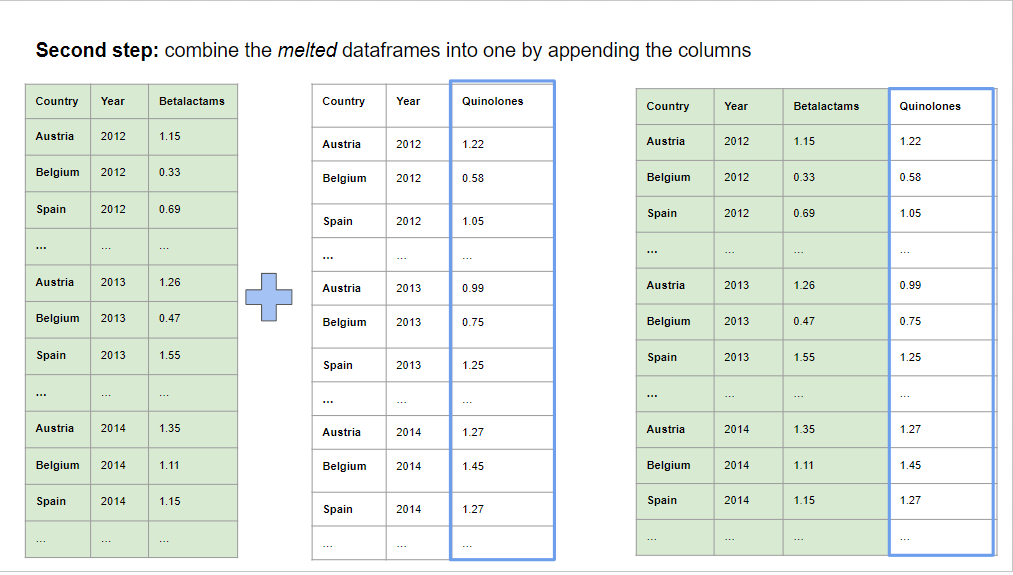 Second step: combine the melted dataframes into one by appending the columns
Country Year Betalactams
Austria 2012 1.15
Belgium 2012 0.33
Spain 2012 0.69
... ... ...
Austria 2013 1.26
Belgium 2013 0.47
Spain 2013 1.55
... ... ...
Austria 2014 1.35
Belgium 2014 1.11
Spain 2014 1.15
... ... ...
Country Year Quinolones
Austria 2012 1.22
Belgium 2012 0.58
Spain 2012 1.05
... ... ...
Austria 2013 0.99
Belgium 2013 0.75
Spain 2013 1.25
... ... ...
Austria 2014 1.27
Belgium 2014 1.45
Spain 2014 1.27
... ... ...
Country Year Betalactams Quinolones
Austria 2012 1.15 1.22
Belgium 2012 0.33 0.58
Spain 2012 0.69 1.05
... ... ... ...
Austria 2013 1.26 0.99
Belgium 2013 0.47 0.75
Spain 2013 1.55 1.25
... ... ... ...
Austria 2014 1.35 1.27
Belgium 2014 1.11 1.45
Spain 2014 1.15 1.27
... ... ... ...